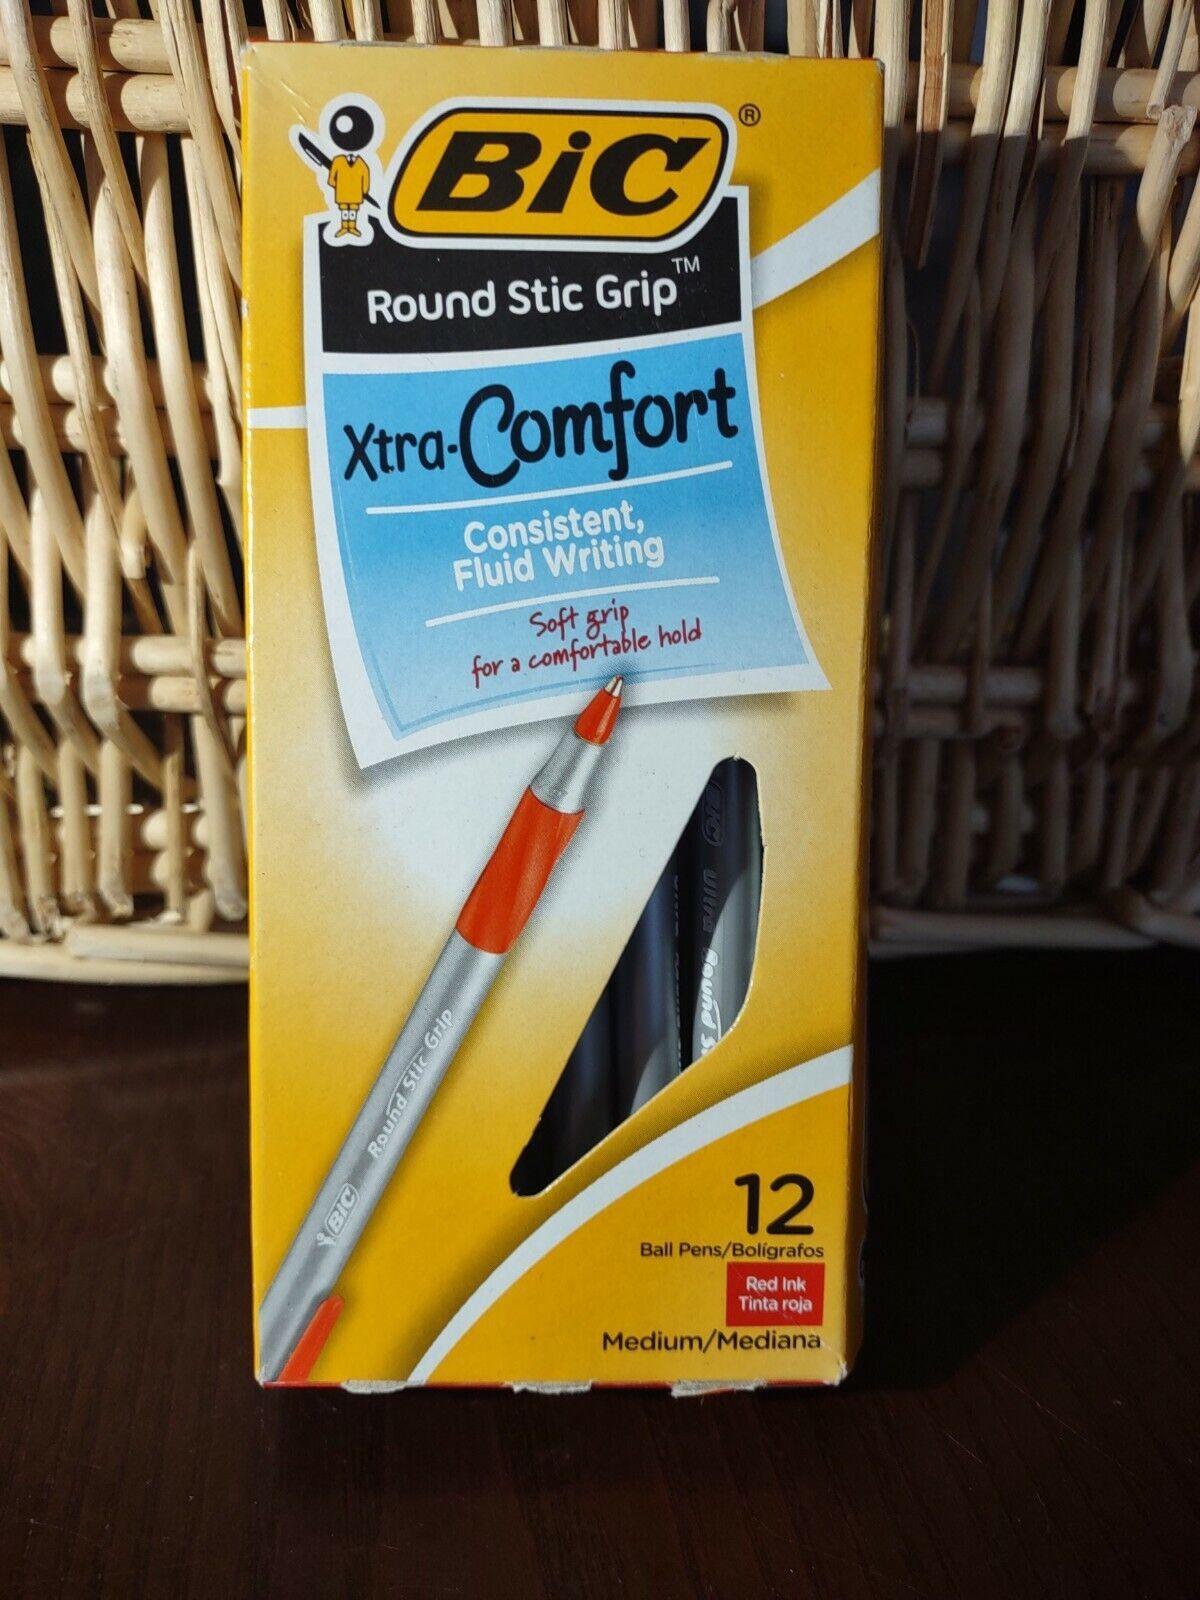 BiC®
Round Stic Grip™
Xtra-Comfort
Consistent,
Fluid Writing
Soft grip
for a comfortable hold
BiC Round Stic Grip
BiC Ultra Round
12
Ball Pens/Bolígrafos
Red Ink
Tinta roja
Medium/Mediana